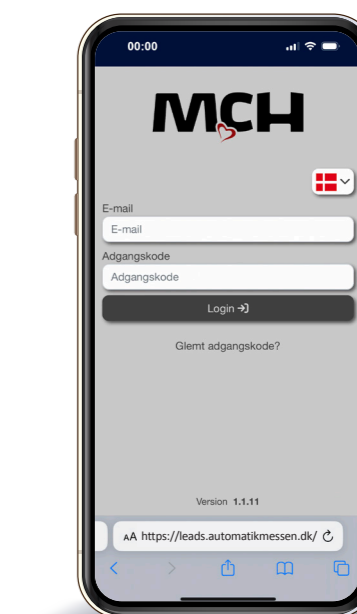 00:00
MCH
E-mail
E-mail
Adgangskode
Adgangskode
Login
Glemt adgangskode?
Version 1.1.11
AA https://leads.automatikmessen.dk/